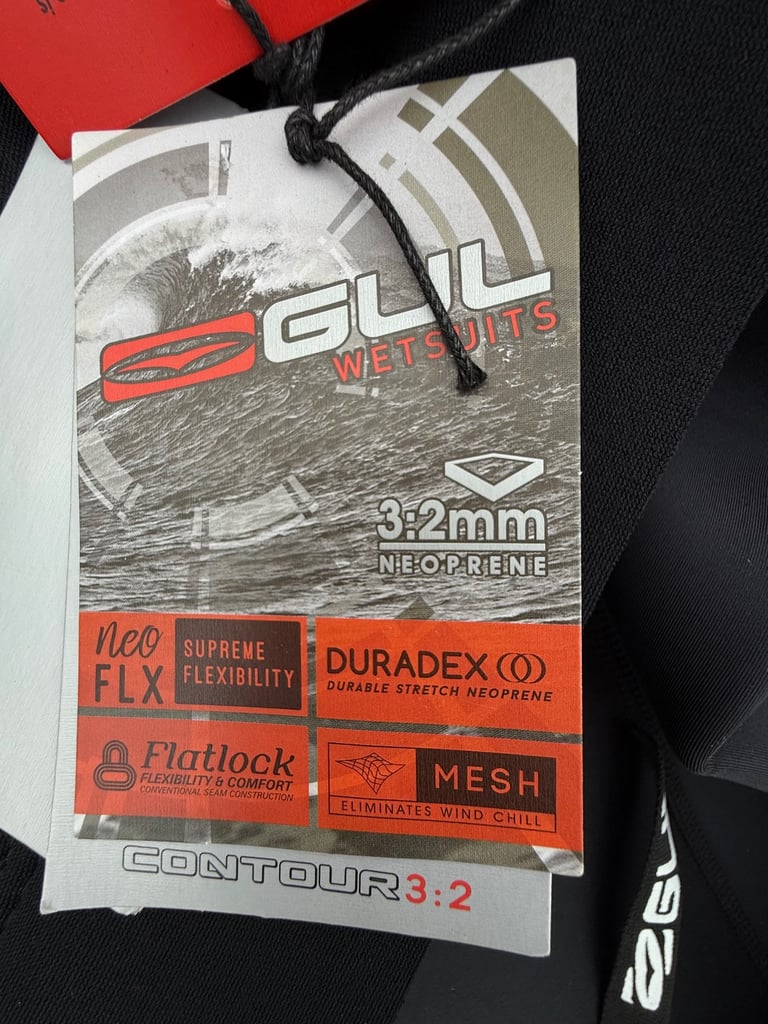 GUL
WETSUITS
3:2mm
NEOPRENE
neo
FLX
SUPREME
FLEXIBILITY
DURADEX
DURABLE STRETCH NEOPRENE
Flatlock
FLEXIBILITY & COMFORT
CONVENTIONAL SEAM CONSTRUCTION
MESH
ELIMINATES WIND CHILL
CONTOUR 3:2
GUL